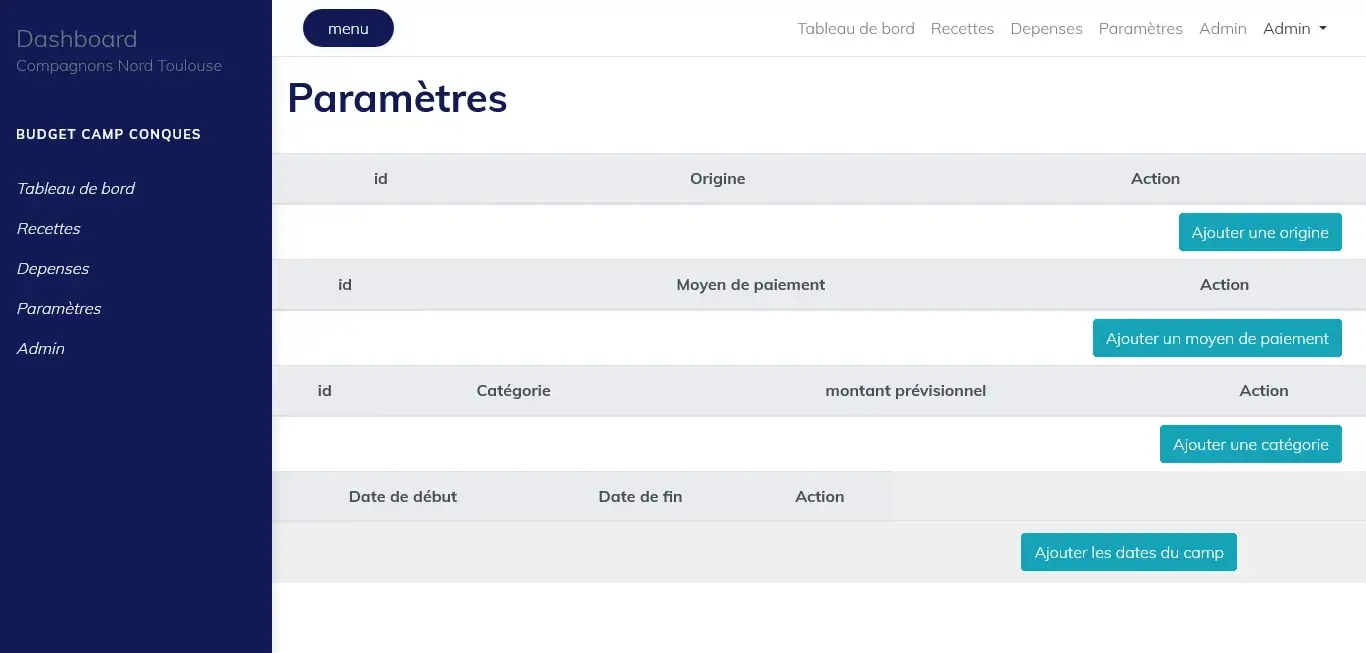 Dashboard
Compagnons Nord Toulouse
BUDGET CAMP CONQUES
Tableau de bord
Recettes
Depenses
Paramètres
Admin
menu
Tableau de bord Recettes Depenses Paramètres Admin Admin
Paramètres
id Origine Action
Ajouter une origine
id Moyen de paiement Action
Ajouter un moyen de paiement
id Catégorie montant prévisionnel Action
Ajouter une catégorie
Date de début Date de fin Action
Ajouter les dates du camp